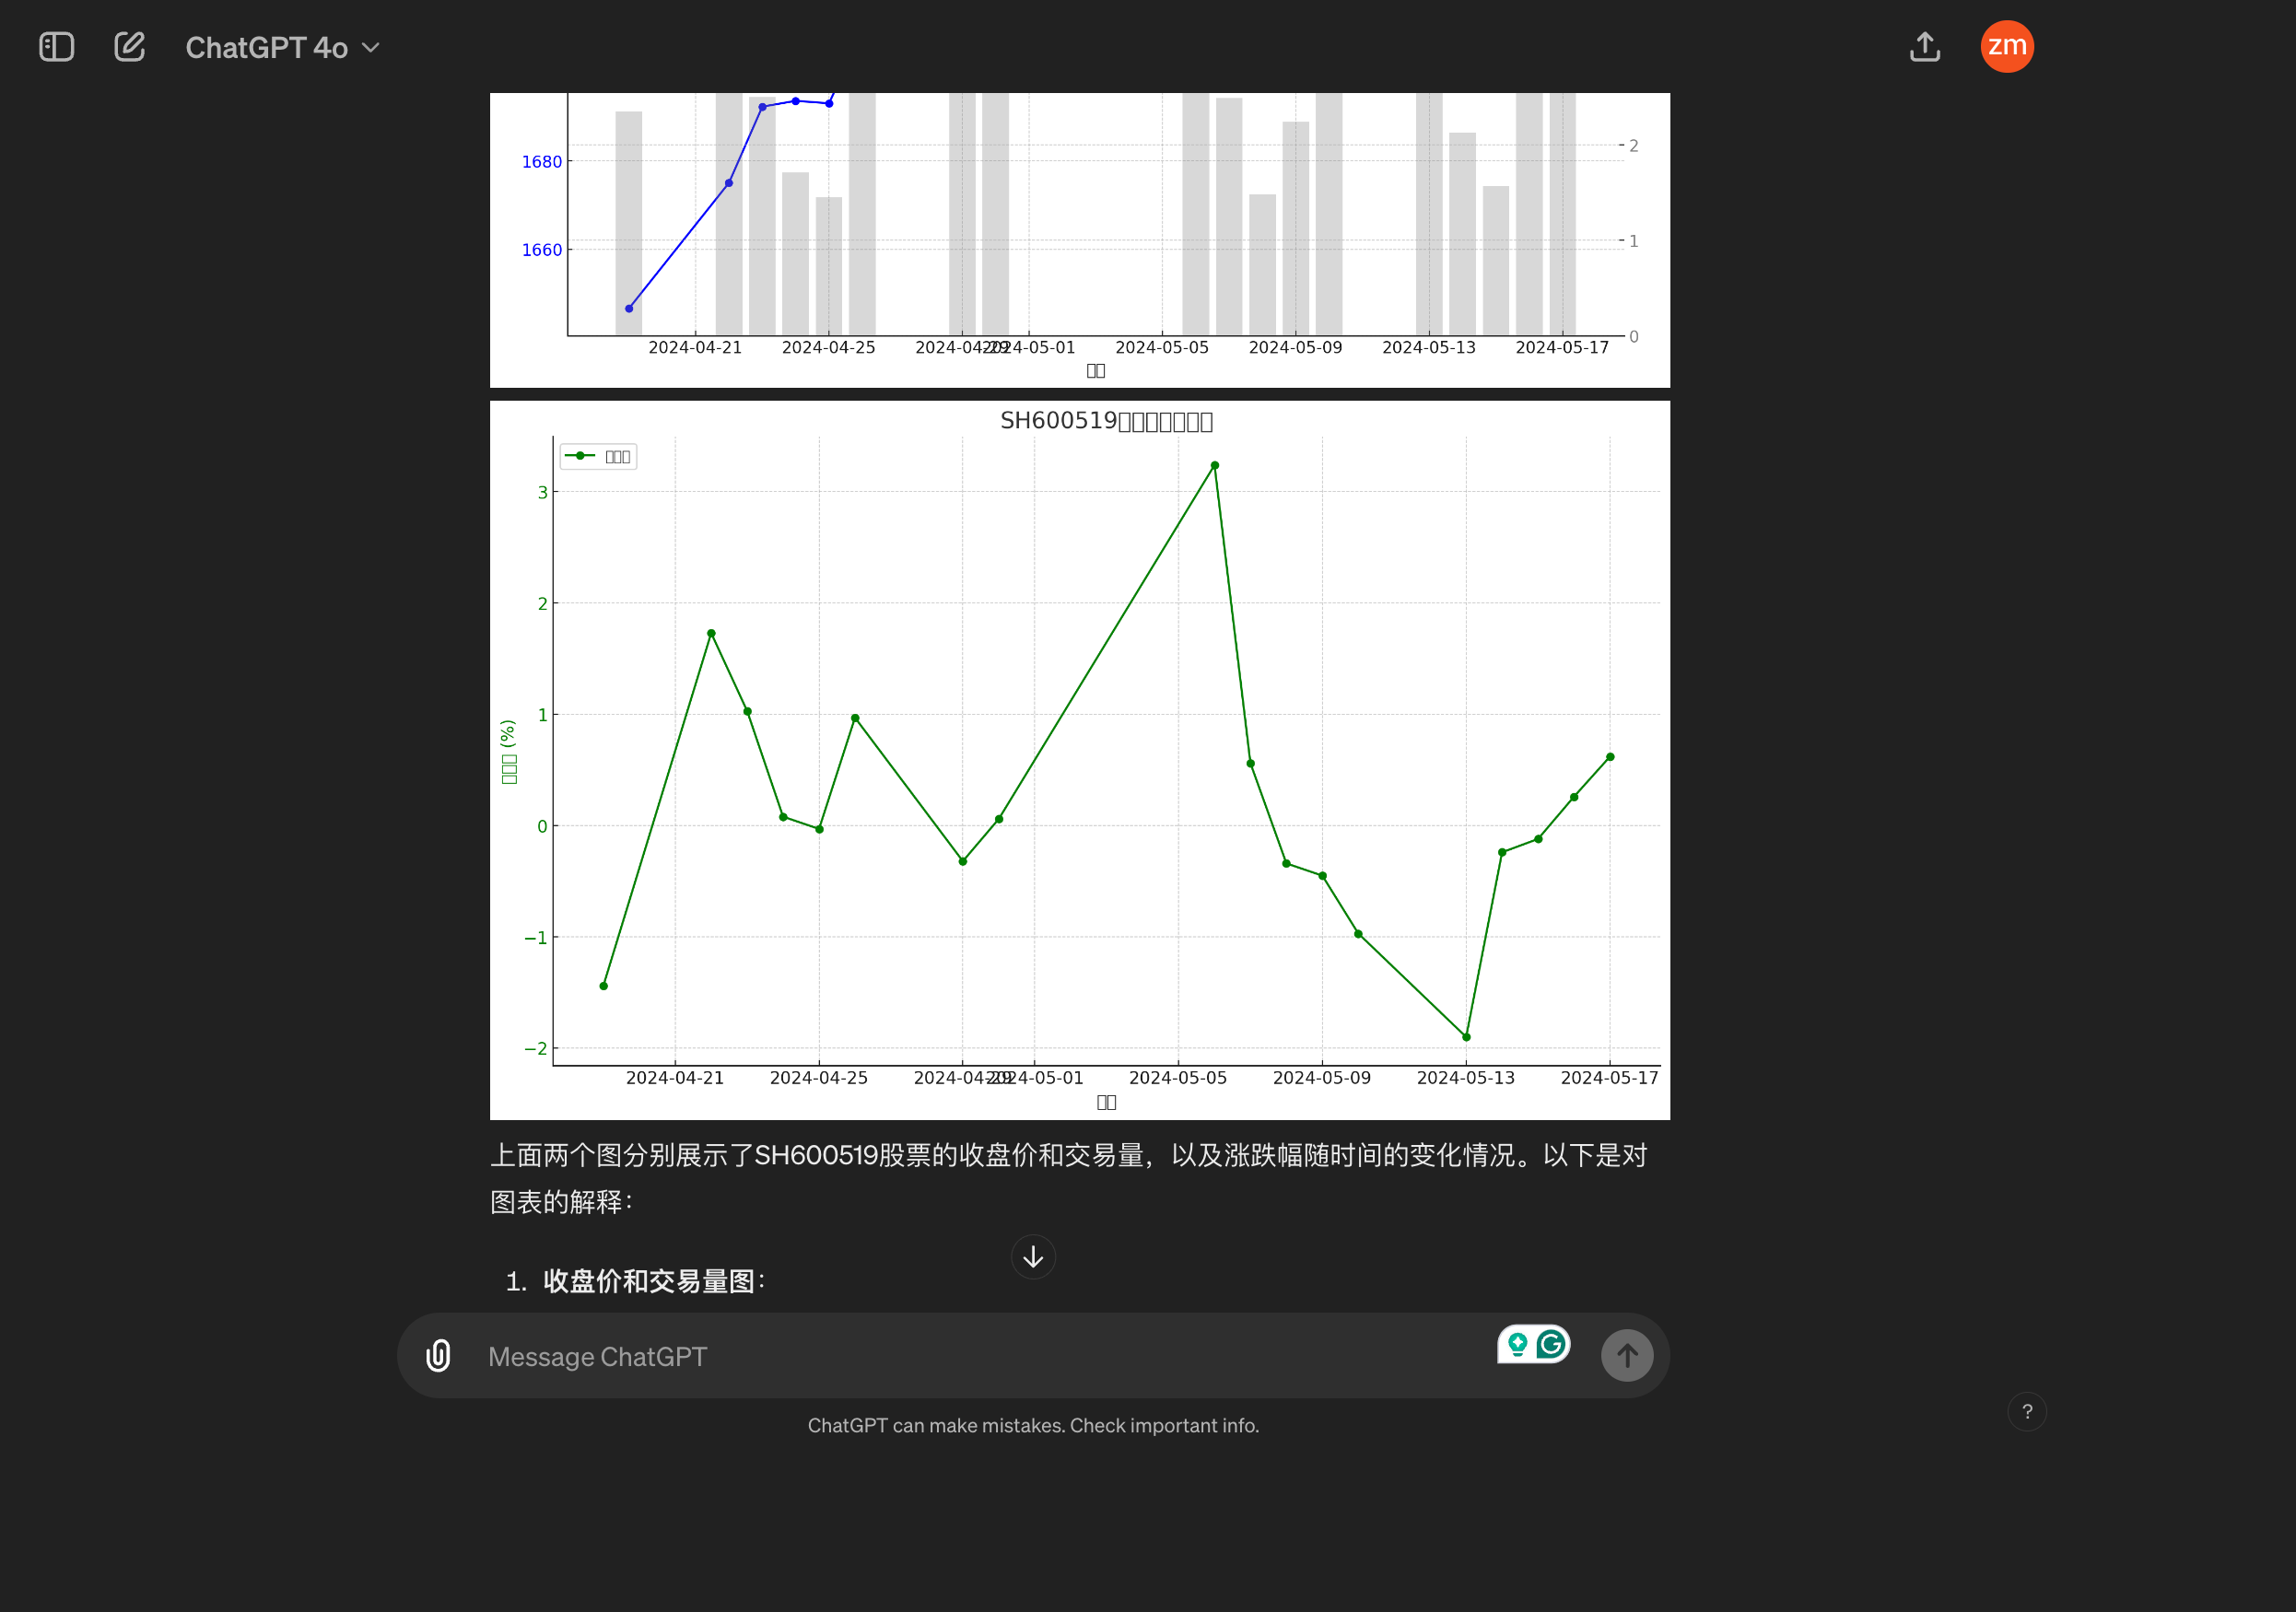 ChatGPT 4o
zm
1680
1660
2
1
0
2024-04-21 2024-04-25 2024-04-29 2024-05-01 2024-05-05 2024-05-09 2024-05-13 2024-05-17
SH600519
3
2
1
0
−1
−2
(%)
2024-04-21 2024-04-25 2024-04-29 2024-05-01 2024-05-05 2024-05-09 2024-05-13 2024-05-17
上面两个图分别展示了SH600519股票的收盘价和交易量，以及涨跌幅随时间的变化情况。以下是对
图表的解释：
1. 收盘价和交易量图：
Message ChatGPT
ChatGPT can make mistakes. Check important info.
?